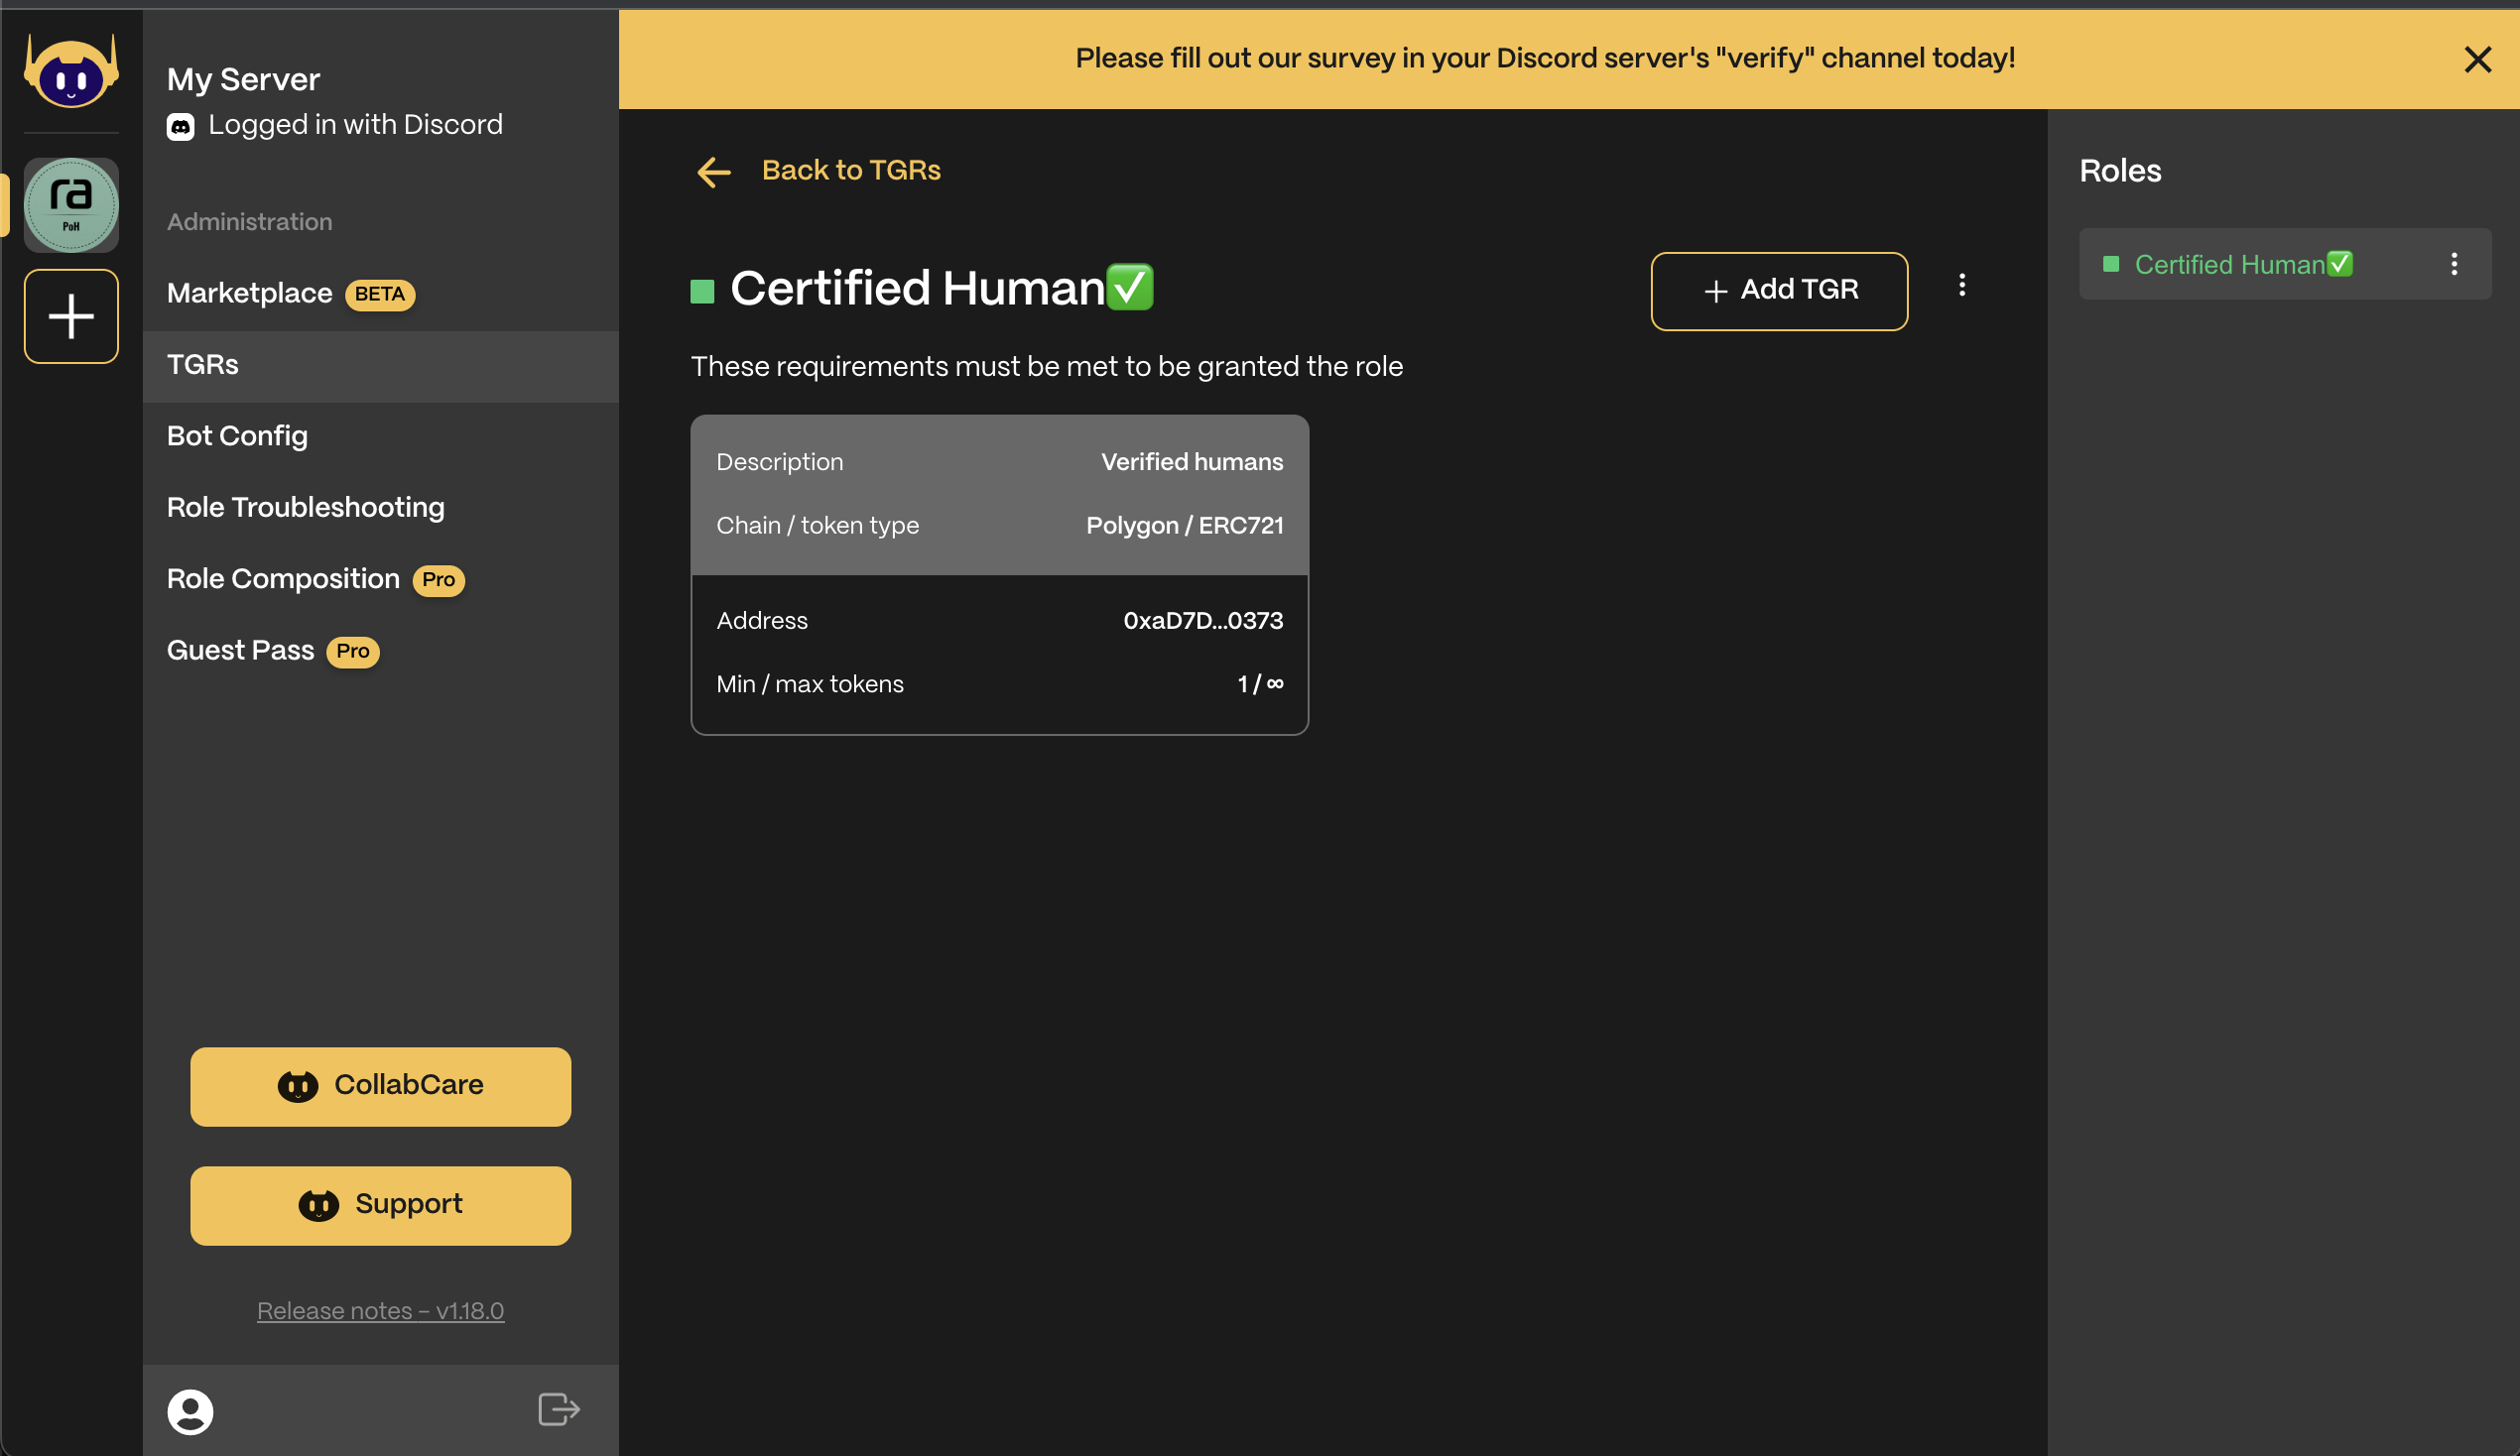 Please fill out our survey in your Discord server's "verify" channel today!
My Server
Logged in with Discord
ra
PoH
Administration
Marketplace BETA
TGRs
Bot Config
Role Troubleshooting
Role Composition Pro
Guest Pass Pro
CollabCare
Support
Release notes – v1.18.0
Back to TGRs
Certified Human✅
+ Add TGR
These requirements must be met to be granted the role
Description Verified humans
Chain / token type Polygon / ERC721
Address 0xaD7D...0373
Min / max tokens 1 / ∞
Roles
Certified Human✅